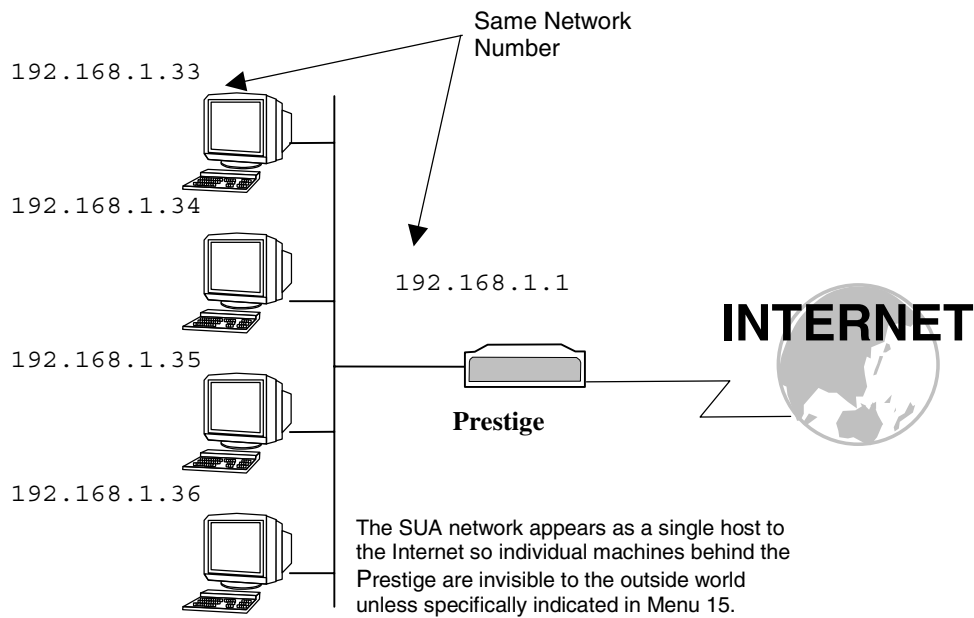 Same Network
Number
192.168.1.33
192.168.1.34
192.168.1.1
INTERNET
192.168.1.35
Prestige
192.168.1.36
The SUA network appears as a single host to
the Internet so individual machines behind the
Prestige are invisible to the outside world
unless specifically indicated in Menu 15.